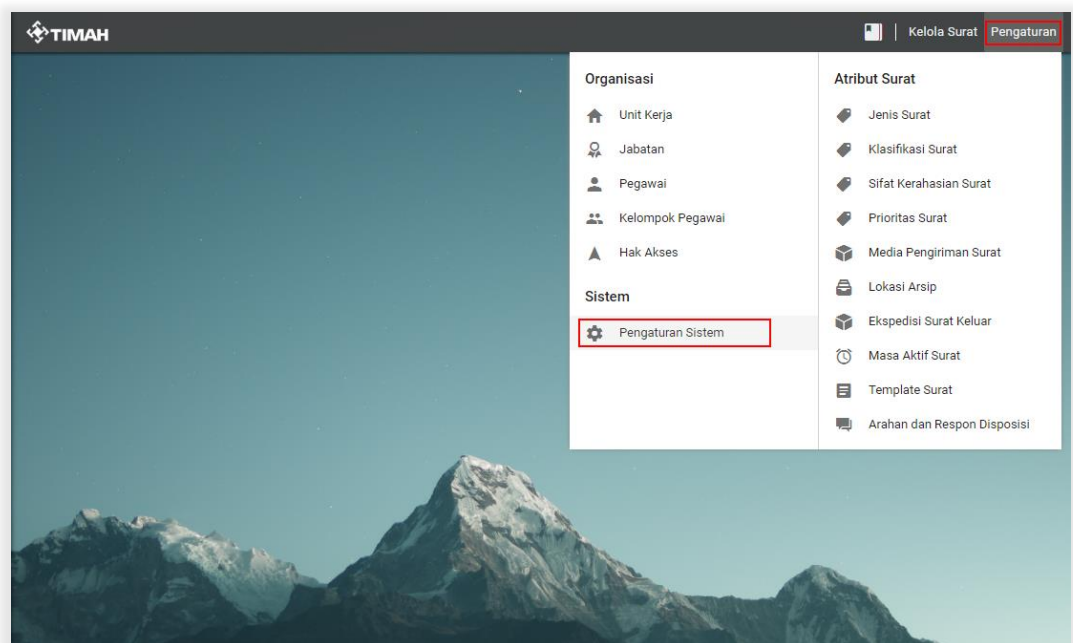 TIMAH
Kelola Surat
Pengaturan
Organisasi
Unit Kerja
Jabatan
Pegawai
Kelompok Pegawai
Hak Akses
Sistem
Pengaturan Sistem
Atribut Surat
Jenis Surat
Klasifikasi Surat
Sifat Kerahasian Surat
Prioritas Surat
Media Pengiriman Surat
Lokasi Arsip
Ekspedisi Surat Keluar
Masa Aktif Surat
Template Surat
Arahan dan Respon Disposisi